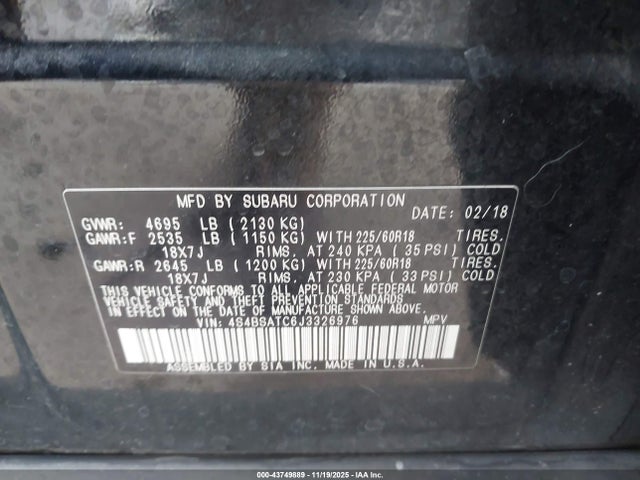 MFD BY SUBARU CORPORATION
DATE: 02/18
GVWR: 4695 LB (2130 KG)
GAWR:F 2535 LB (1150 KG) WITH 225/60R18 TIRES.
18X7J RIMS, AT 240 KPA (35 PSI) COLD
GAWR:R 2645 LB (1200 KG) WITH 225/60R18 TIRES.
18X7J RIMS, AT 230 KPA (33 PSI) COLD
THIS VEHICLE CONFORMS TO ALL APPLICABLE FEDERAL MOTOR
VEHICLE SAFETY AND THEFT PREVENTION STANDARDS
IN EFFECT ON THE DATE OF MANUFACTURE SHOWN ABOVE.
VIN: 4S4BSATC6J3326976 MPV
ASSEMBLED BY SIA INC. MADE IN U.S.A.
000-43749889 - 11/19/2025 - IAA Inc.